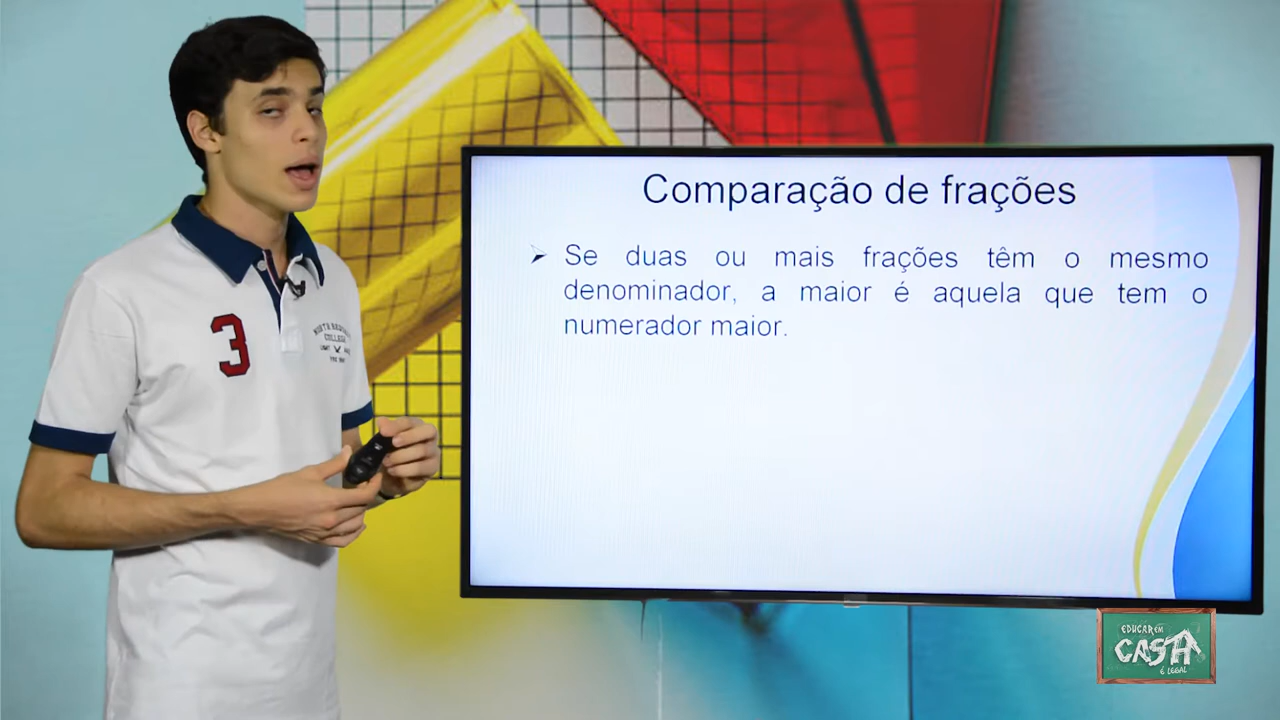 Comparação de frações
➢ Se duas ou mais frações têm o mesmo
denominador, a maior é aquela que tem o
numerador maior.
3
COLLEGE
EDUCAR EM
CASA
É LEGAL